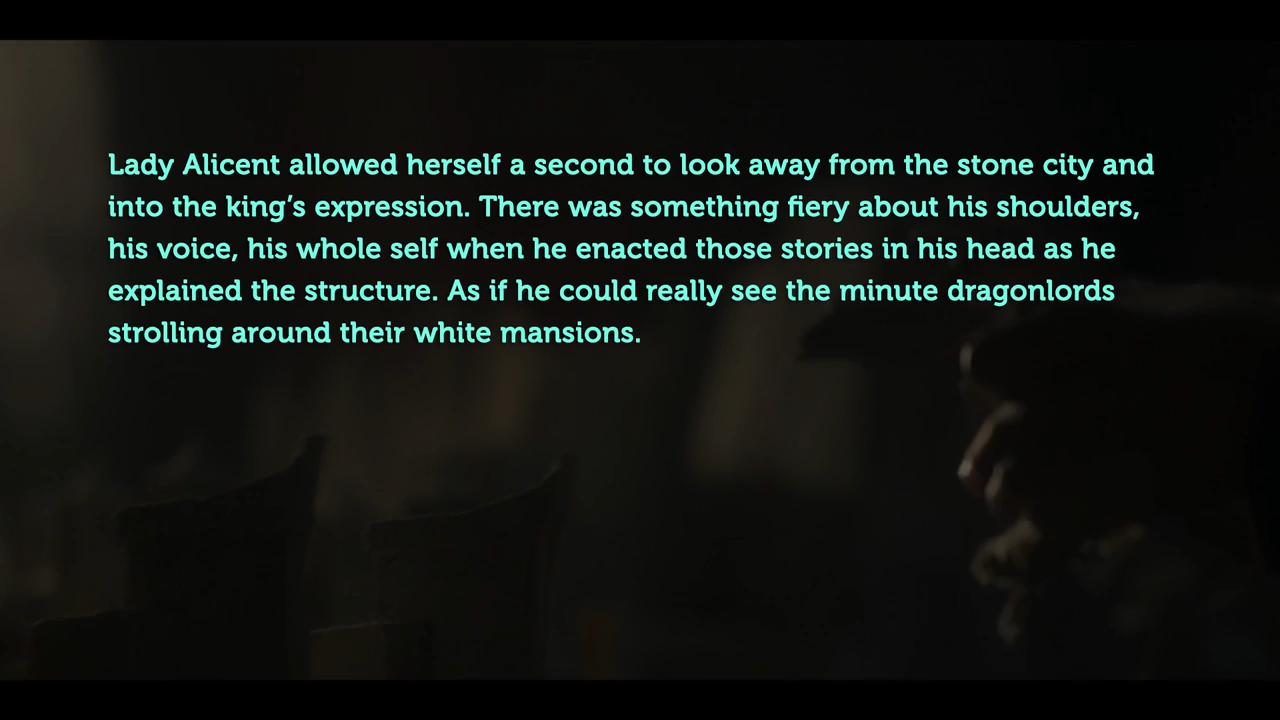 Lady Alicent allowed herself a second to look away from the stone city and
into the king’s expression. There was something fiery about his shoulders,
his voice, his whole self when he enacted those stories in his head as he
explained the structure. As if he could really see the minute dragonlords
strolling around their white mansions.